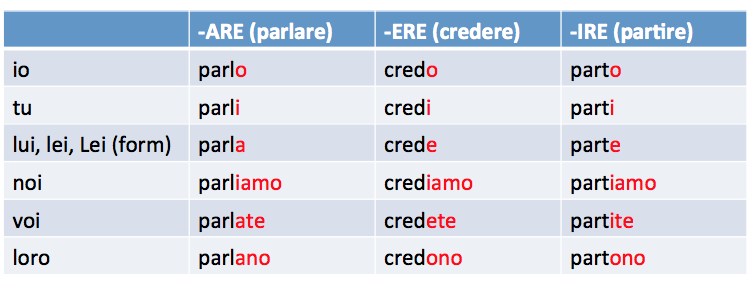 -ARE (parlare) -ERE (credere) -IRE (partire)
io parlo credo parto
tu parli credi parti
lui, lei, Lei (form) parla crede parte
noi parliamo crediamo partiamo
voi parlate credete partite
loro parlano credono partono